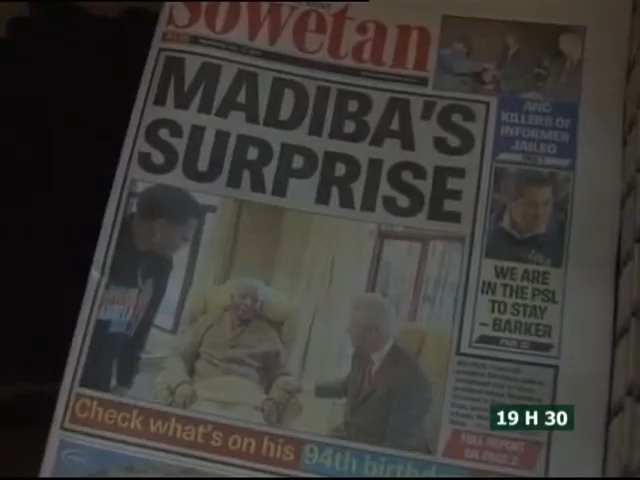 Sowetan
MADIBA'S
SURPRISE
ANC
KILLERS OF
INFORMER
JAILED
WE ARE
IN THE PSL
TO STAY
– BARKER
Check what's on his 94th birthd
FULL REPORT
ON PAGE 2
19 H 30